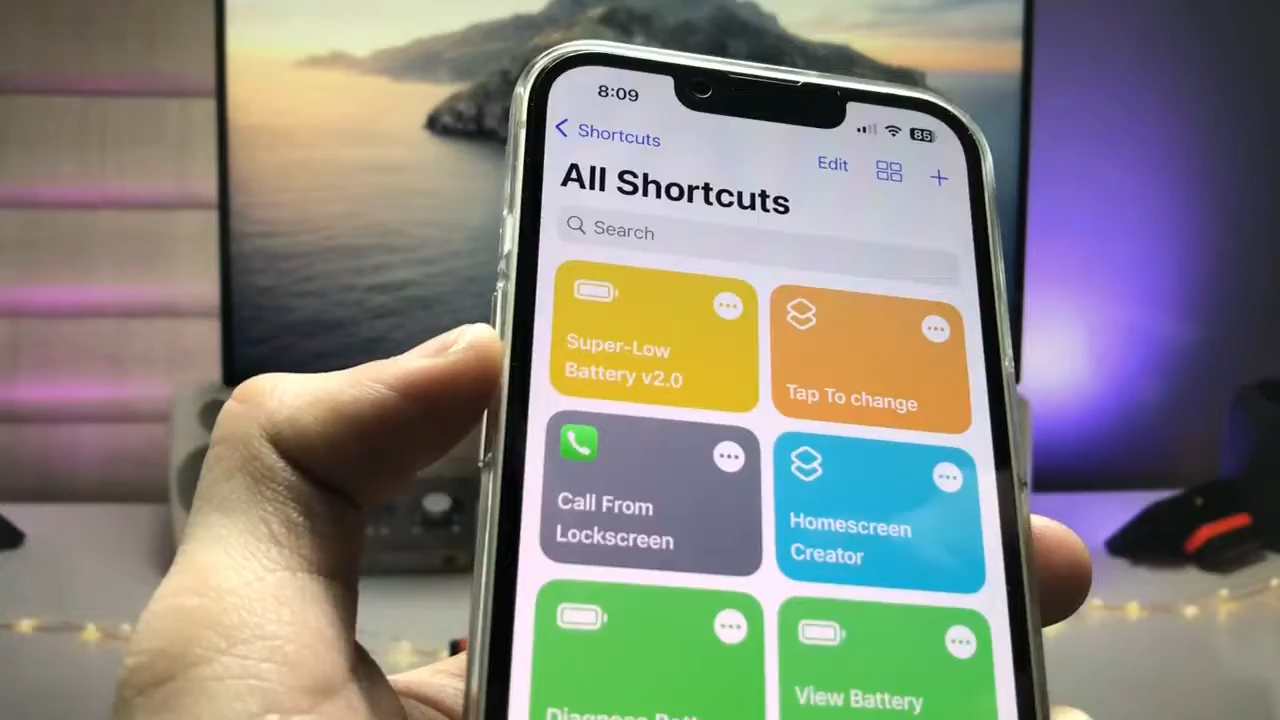 8:09
85
Shortcuts
Edit
All Shortcuts
Search
Super-Low
Battery v2.0
Tap To change
Call From
Lockscreen
Homescreen
Creator
View Battery
Diagnose